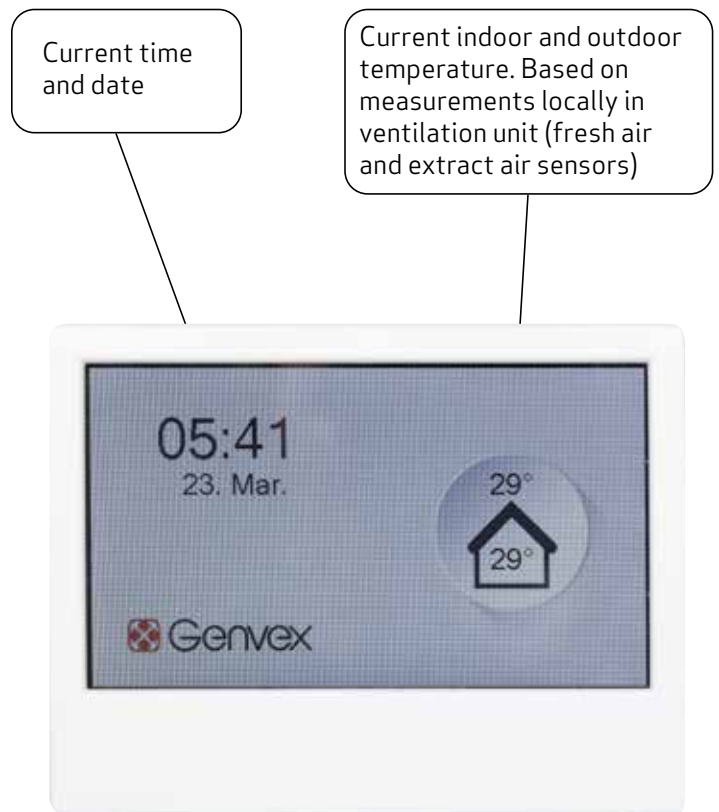 Current time
and date
Current indoor and outdoor
temperature. Based on
measurements locally in
ventilation unit (fresh air
and extract air sensors)
05:41
23. Mar.
29°
29°
Genvex